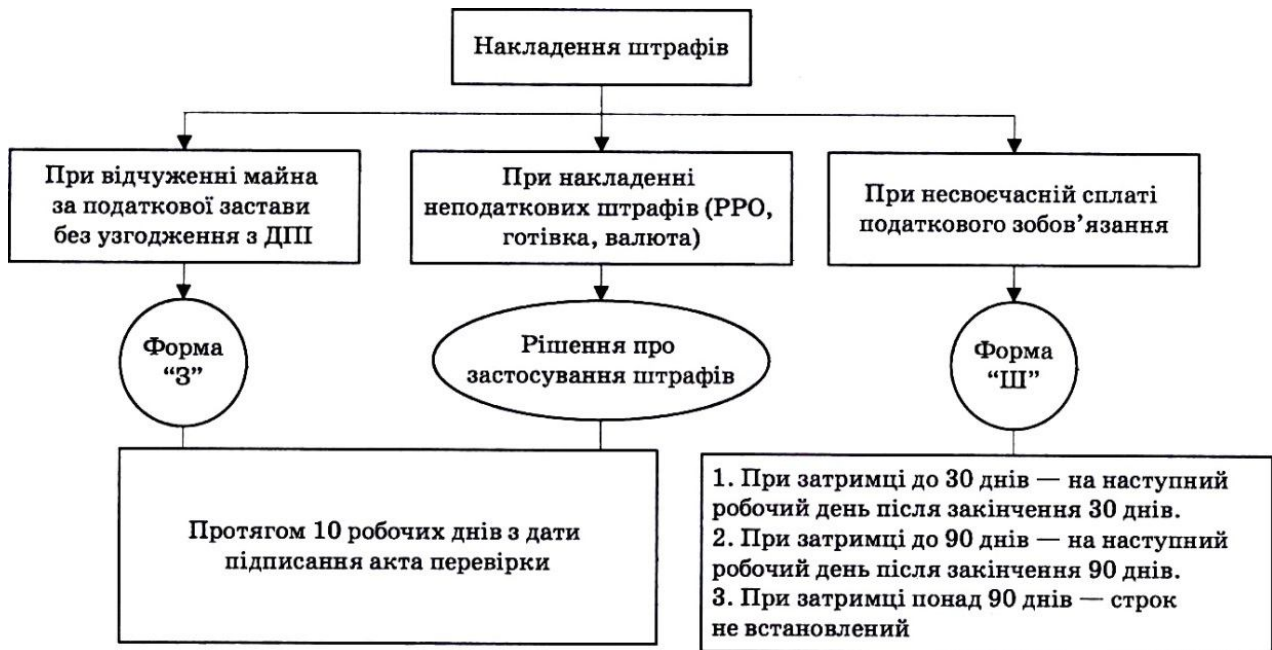 Накладення штрафів
При відчуженні майна
за податкової застави
без узгодження з ДПІ
При накладенні
неподаткових штрафів (РРО,
готівка, валюта)
При несвоєчасній сплаті
податкового зобов’язання
Форма
“З”
Рішення про
застосування штрафів
Форма
“Ш”
Протягом 10 робочих днів з дати
підписання акта перевірки
1. При затримці до 30 днів — на наступний
робочий день після закінчення 30 днів.
2. При затримці до 90 днів — на наступний
робочий день після закінчення 90 днів.
3. При затримці понад 90 днів — строк
не встановлений